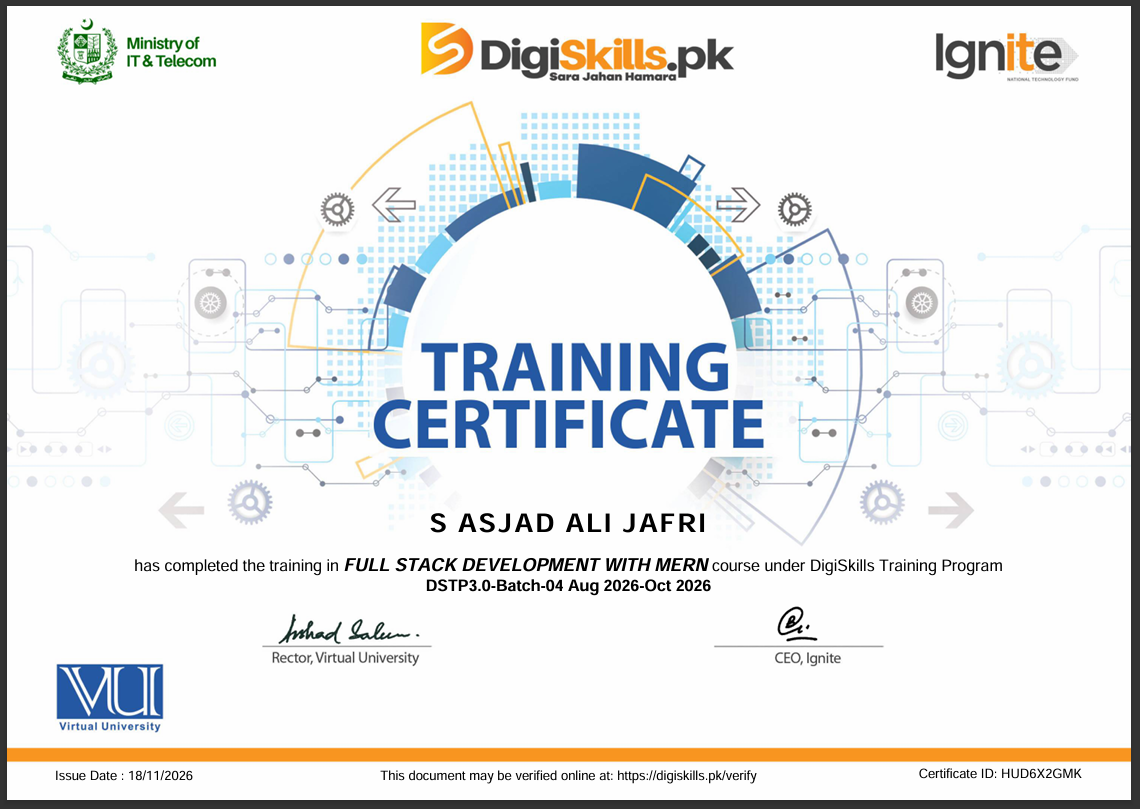 Ministry of
IT & Telecom
DigiSkills.pk
Sara Jahan Hamara
Ignite
NATIONAL TECHNOLOGY FUND
TRAINING
CERTIFICATE
S ASJAD ALI JAFRI
has completed the training in FULL STACK DEVELOPMENT WITH MERN course under DigiSkills Training Program
DSTP3.0-Batch-04 Aug 2026-Oct 2026
Rector, Virtual University
CEO, Ignite
VU
Virtual University
Issue Date : 18/11/2026
This document may be verified online at: https://digiskills.pk/verify
Certificate ID: HUD6X2GMK